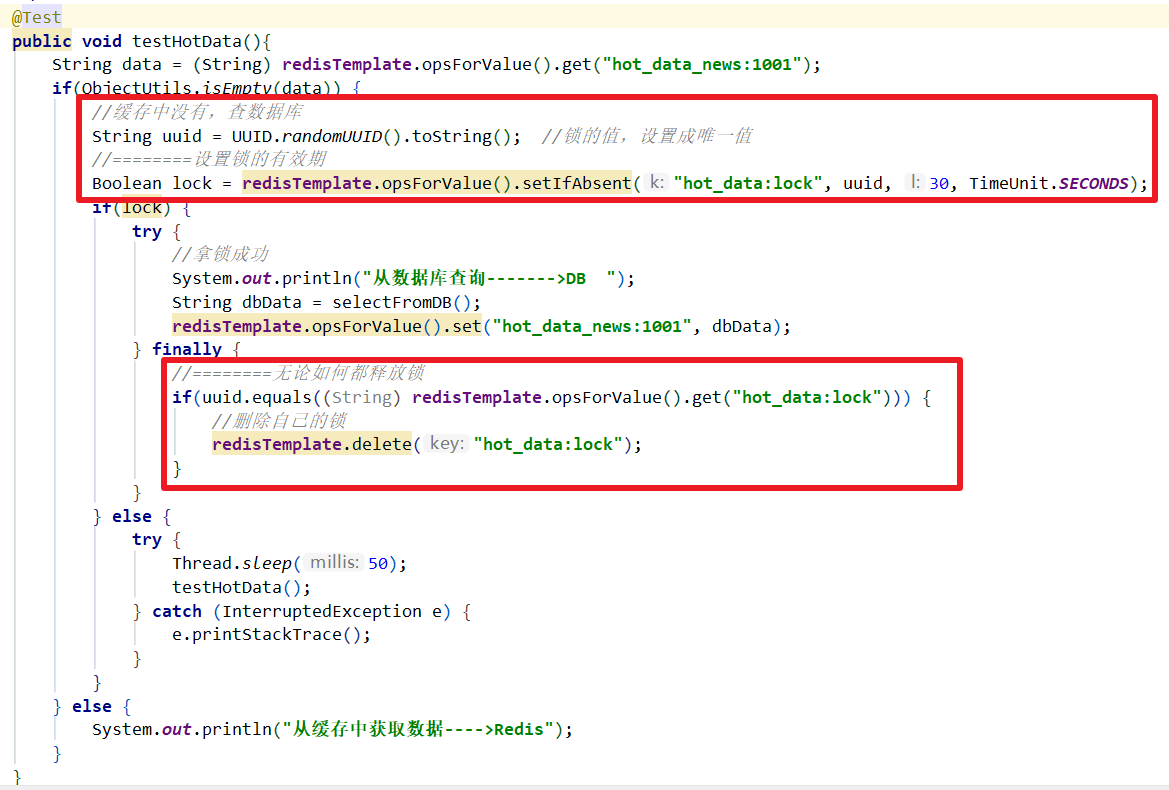 @Test
public void testHotData(){
    String data = (String) redisTemplate.opsForValue().get("hot_data_news:1001");
    if(ObjectUtils.isEmpty(data)) {
        //缓存中没有，查数据库
        String uuid = UUID.randomUUID().toString();  //锁的值，设置成唯一值
        //========设置锁的有效期
        Boolean lock = redisTemplate.opsForValue().setIfAbsent( k: "hot_data:lock", uuid, l: 30, TimeUnit.SECONDS);
        if(lock) {
            try {
                //拿锁成功
                System.out.println("从数据库查询------->DB  ");
                String dbData = selectFromDB();
                redisTemplate.opsForValue().set("hot_data_news:1001", dbData);
            } finally {
                //========无论如何都释放锁
                if(uuid.equals((String) redisTemplate.opsForValue().get("hot_data:lock"))) {
                    //删除自己的锁
                    redisTemplate.delete( key: "hot_data:lock");
                }
            }
        } else {
            try {
                Thread.sleep( millis: 50);
                testHotData();
            } catch (InterruptedException e) {
                e.printStackTrace();
            }
        }
    } else {
        System.out.println("从缓存中获取数据---->Redis");
    }
}